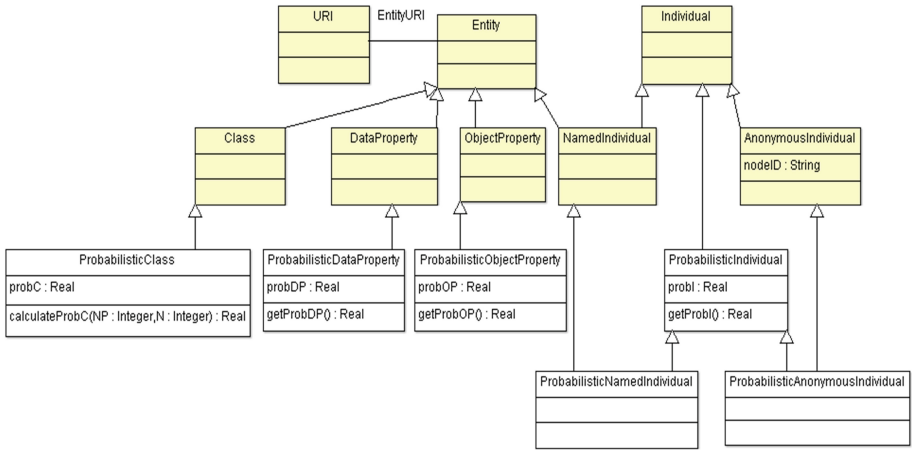 URI
EntityURI
Entity
Individual
Class
DataProperty
ObjectProperty
NamedIndividual
AnonymousIndividual
nodeID : String
ProbabilisticClass
probC : Real
calculateProbC(NP : Integer,N : Integer) : Real
ProbabilisticDataProperty
probDP : Real
getProbDP() : Real
ProbabilisticObjectProperty
probOP : Real
getProbOP() : Real
ProbabilisticIndividual
probI : Real
getProbI() : Real
ProbabilisticNamedIndividual
ProbabilisticAnonymousIndividual